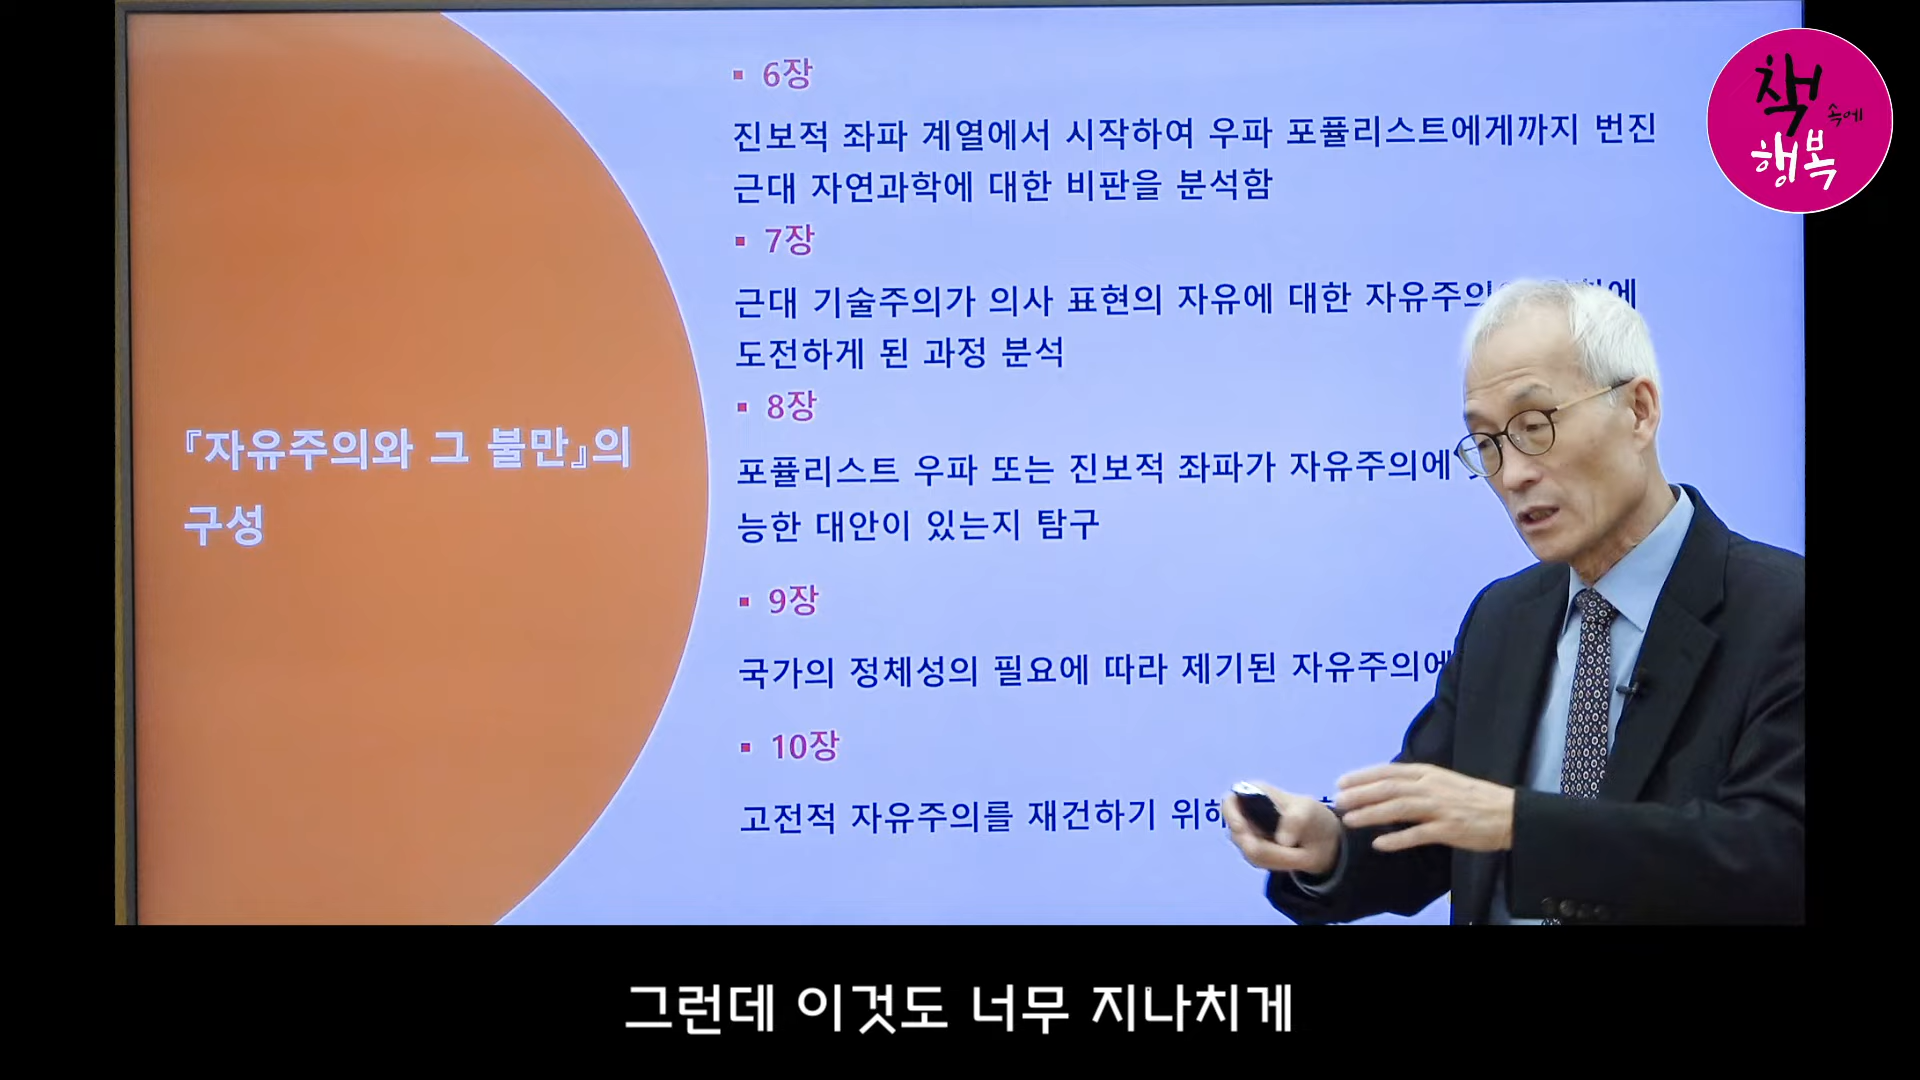 책
속에
행복
『자유주의와 그 불만』의
구성
▪ 6장
진보적 좌파 계열에서 시작하여 우파 포퓰리스트에게까지 번진
근대 자연과학에 대한 비판을 분석함
▪ 7장
근대 기술주의가 의사 표현의 자유에 대한
도전하게 된 과정 분석
▪ 8장
포퓰리스트 우파 또는 진보적 좌파가 자유주의에
능한 대안이 있는지 탐구
▪ 9장
국가의 정체성의 필요에 따라 제기된 자유주의에
▪ 10장
고전적 자유주의를 재건하기 위해
그런데 이것도 너무 지나치게